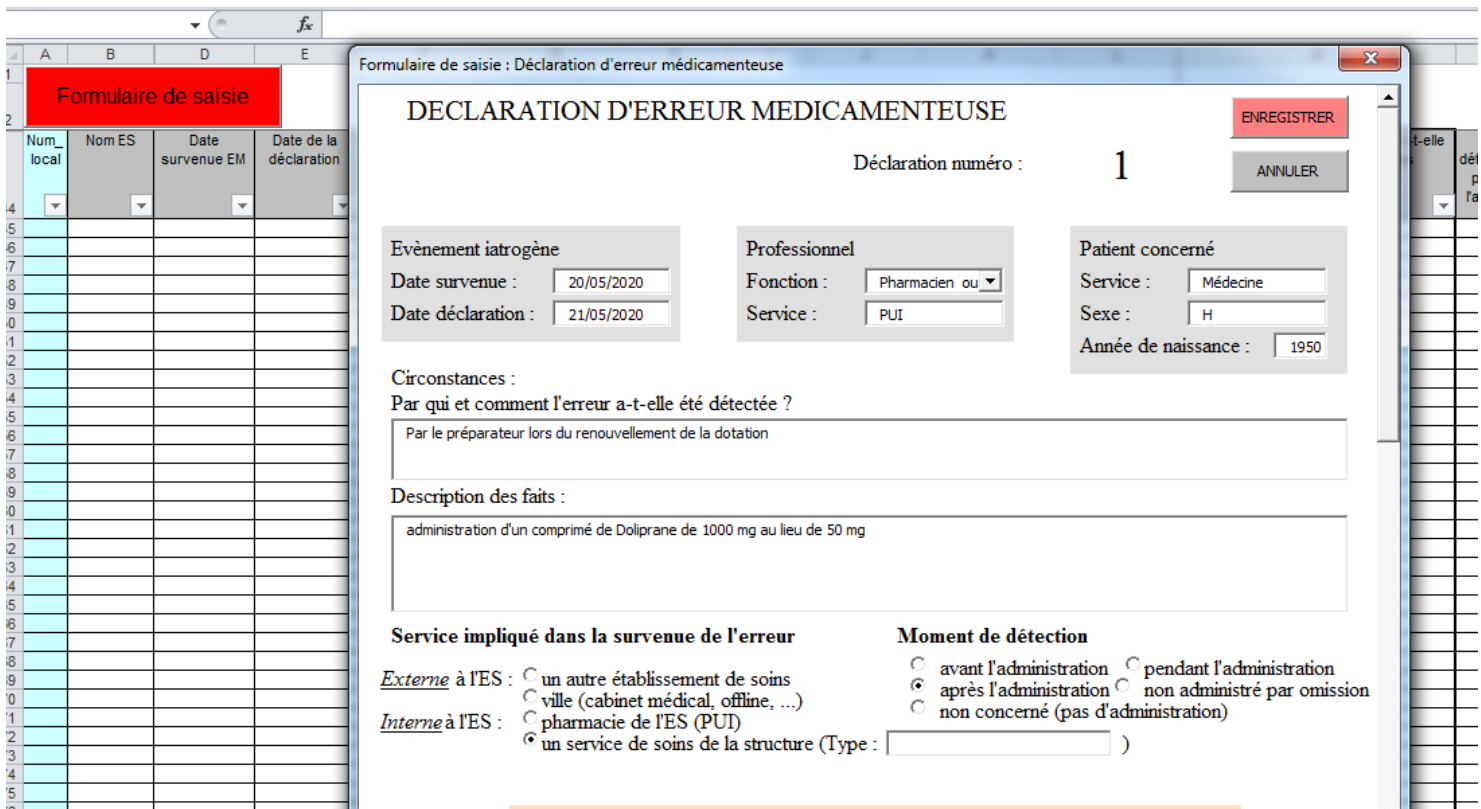 fx
A B D E
Formulaire de saisie : Déclaration d'erreur médicamenteuse
X
Formulaire de saisie
DECLARATION D'ERREUR MEDICAMENTEUSE
ENREGISTRER
Déclaration numéro : 1
ANNULER
Num_ local
Nom ES
Date survenue EM
Date de la déclaration
t-elle
Evènement iatrogène
Date survenue : 20/05/2020
Date déclaration : 21/05/2020
Professionnel
Fonction : Pharmacien ou
Service : PUI
Patient concerné
Service : Médecine
Sexe : H
Année de naissance : 1950
Circonstances :
Par qui et comment l'erreur a-t-elle été détectée ?
Par le préparateur lors du renouvellement de la dotation
Description des faits :
administration d'un comprimé de Doliprane de 1000 mg au lieu de 50 mg
Service impliqué dans la survenue de l'erreur
Externe à l'ES : un autre établissement de soins
ville (cabinet médical, offline, ...)
Interne à l'ES : pharmacie de l'ES (PUI)
un service de soins de la structure (Type : )
Moment de détection
avant l'administration pendant l'administration
après l'administration non administré par omission
non concerné (pas d'administration)